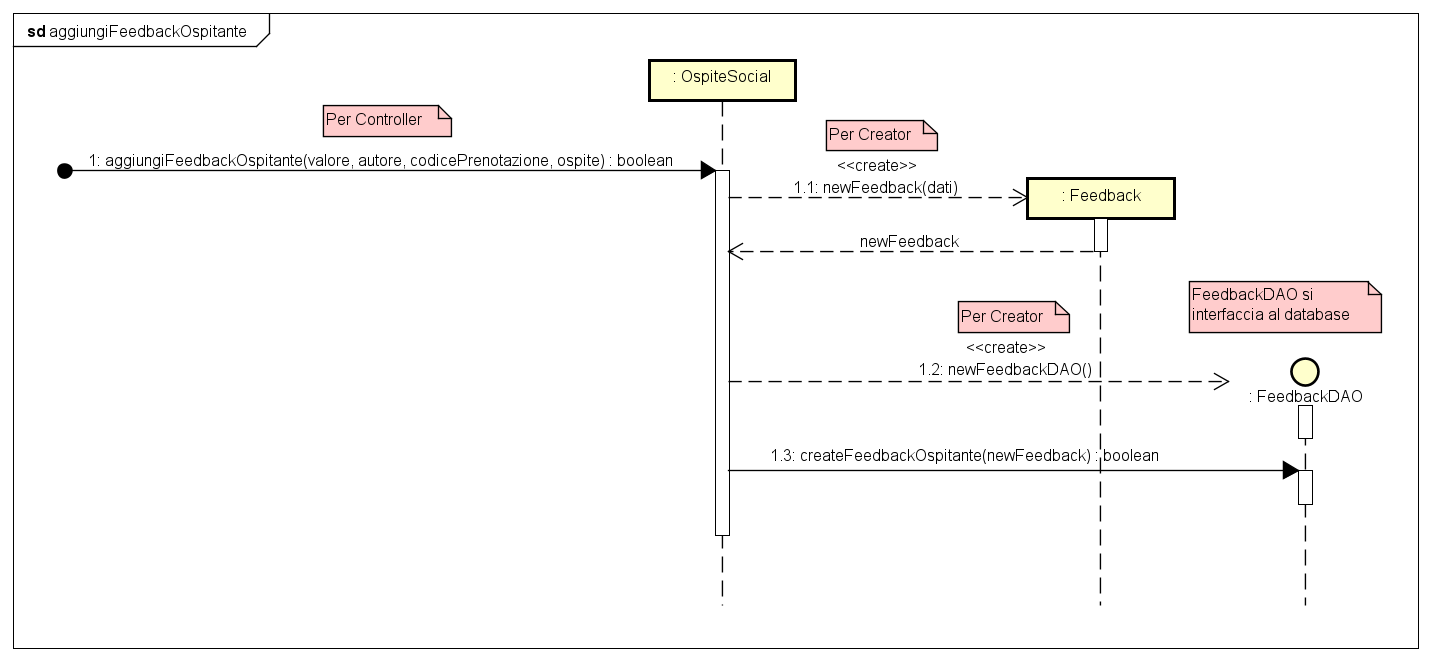 sd aggiungiFeedbackOspitante
: OspiteSocial
Per Controller
Per Creator
1: aggiungiFeedbackOspitante(valore, autore, codicePrenotazione, ospite) : boolean
<<create>>
1.1: newFeedback(dati)
: Feedback
newFeedback
FeedbackDAO si
interfaccia al database
Per Creator
<<create>>
1.2: newFeedbackDAO()
: FeedbackDAO
1.3: createFeedbackOspitante(newFeedback) : boolean